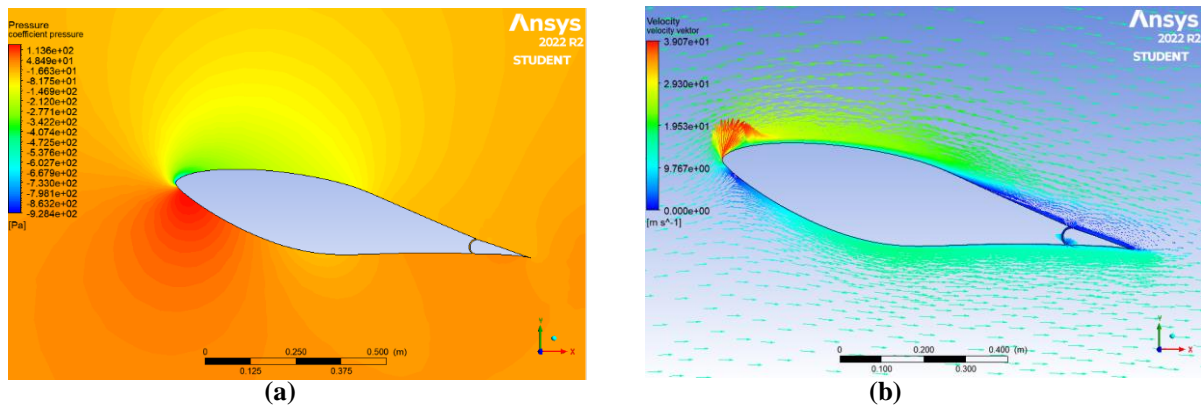 Pressure
coefficient pressure
1.136e+02
4.849e+01
-1.663e+01
-8.175e+01
-1.469e+02
-2.120e+02
-2.771e+02
-3.422e+02
-4.074e+02
-4.725e+02
-5.376e+02
-6.027e+02
-6.679e+02
-7.330e+02
-7.981e+02
-8.632e+02
-9.284e+02
[Pa]
Ansys
2022 R2
STUDENT
0
0.250
0.500
(m)
0.125
0.375
Y
X
(a)
Velocity
velocity vektor
3.907e+01
2.930e+01
1.953e+01
9.767e+00
0.000e+00
[m s^-1]
Ansys
2022 R2
STUDENT
0
0.200
0.400
(m)
0.100
0.300
Y
X
(b)